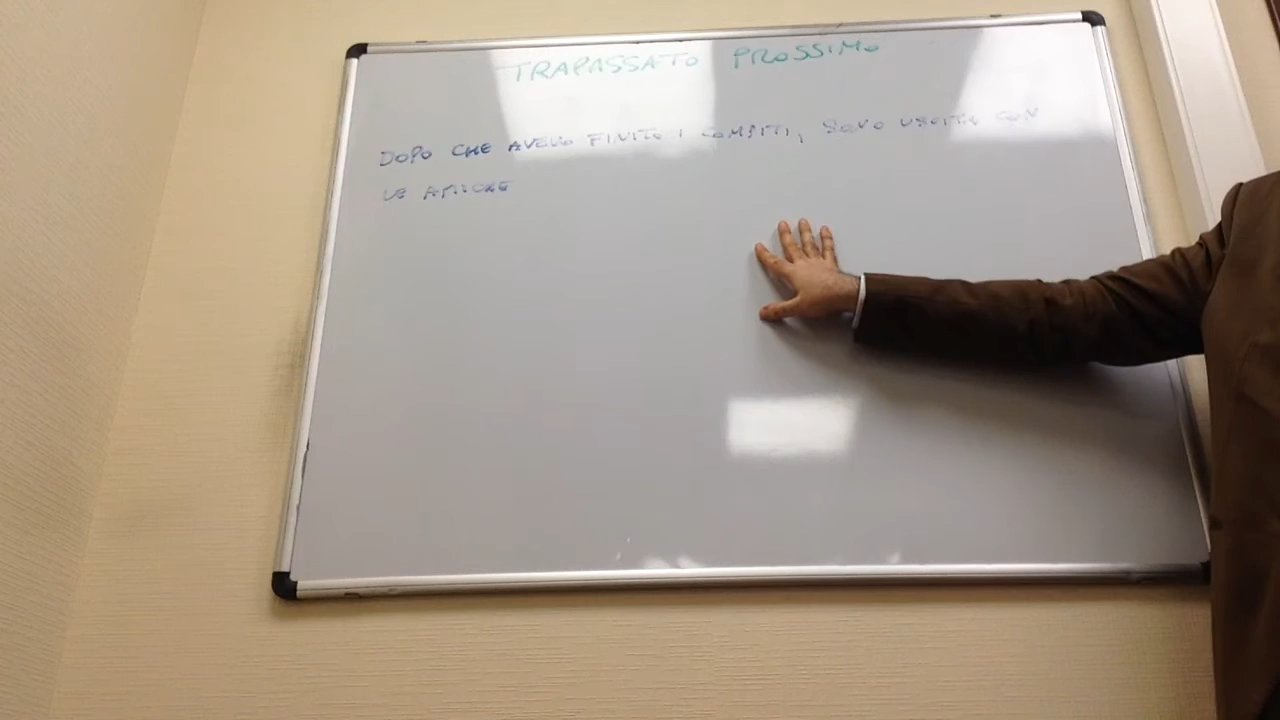 TRAPASSATO PROSSIMO
DOPO CHE AVEVO FINITO I COMPITI, SONO USCITA CON
LE AMICHE